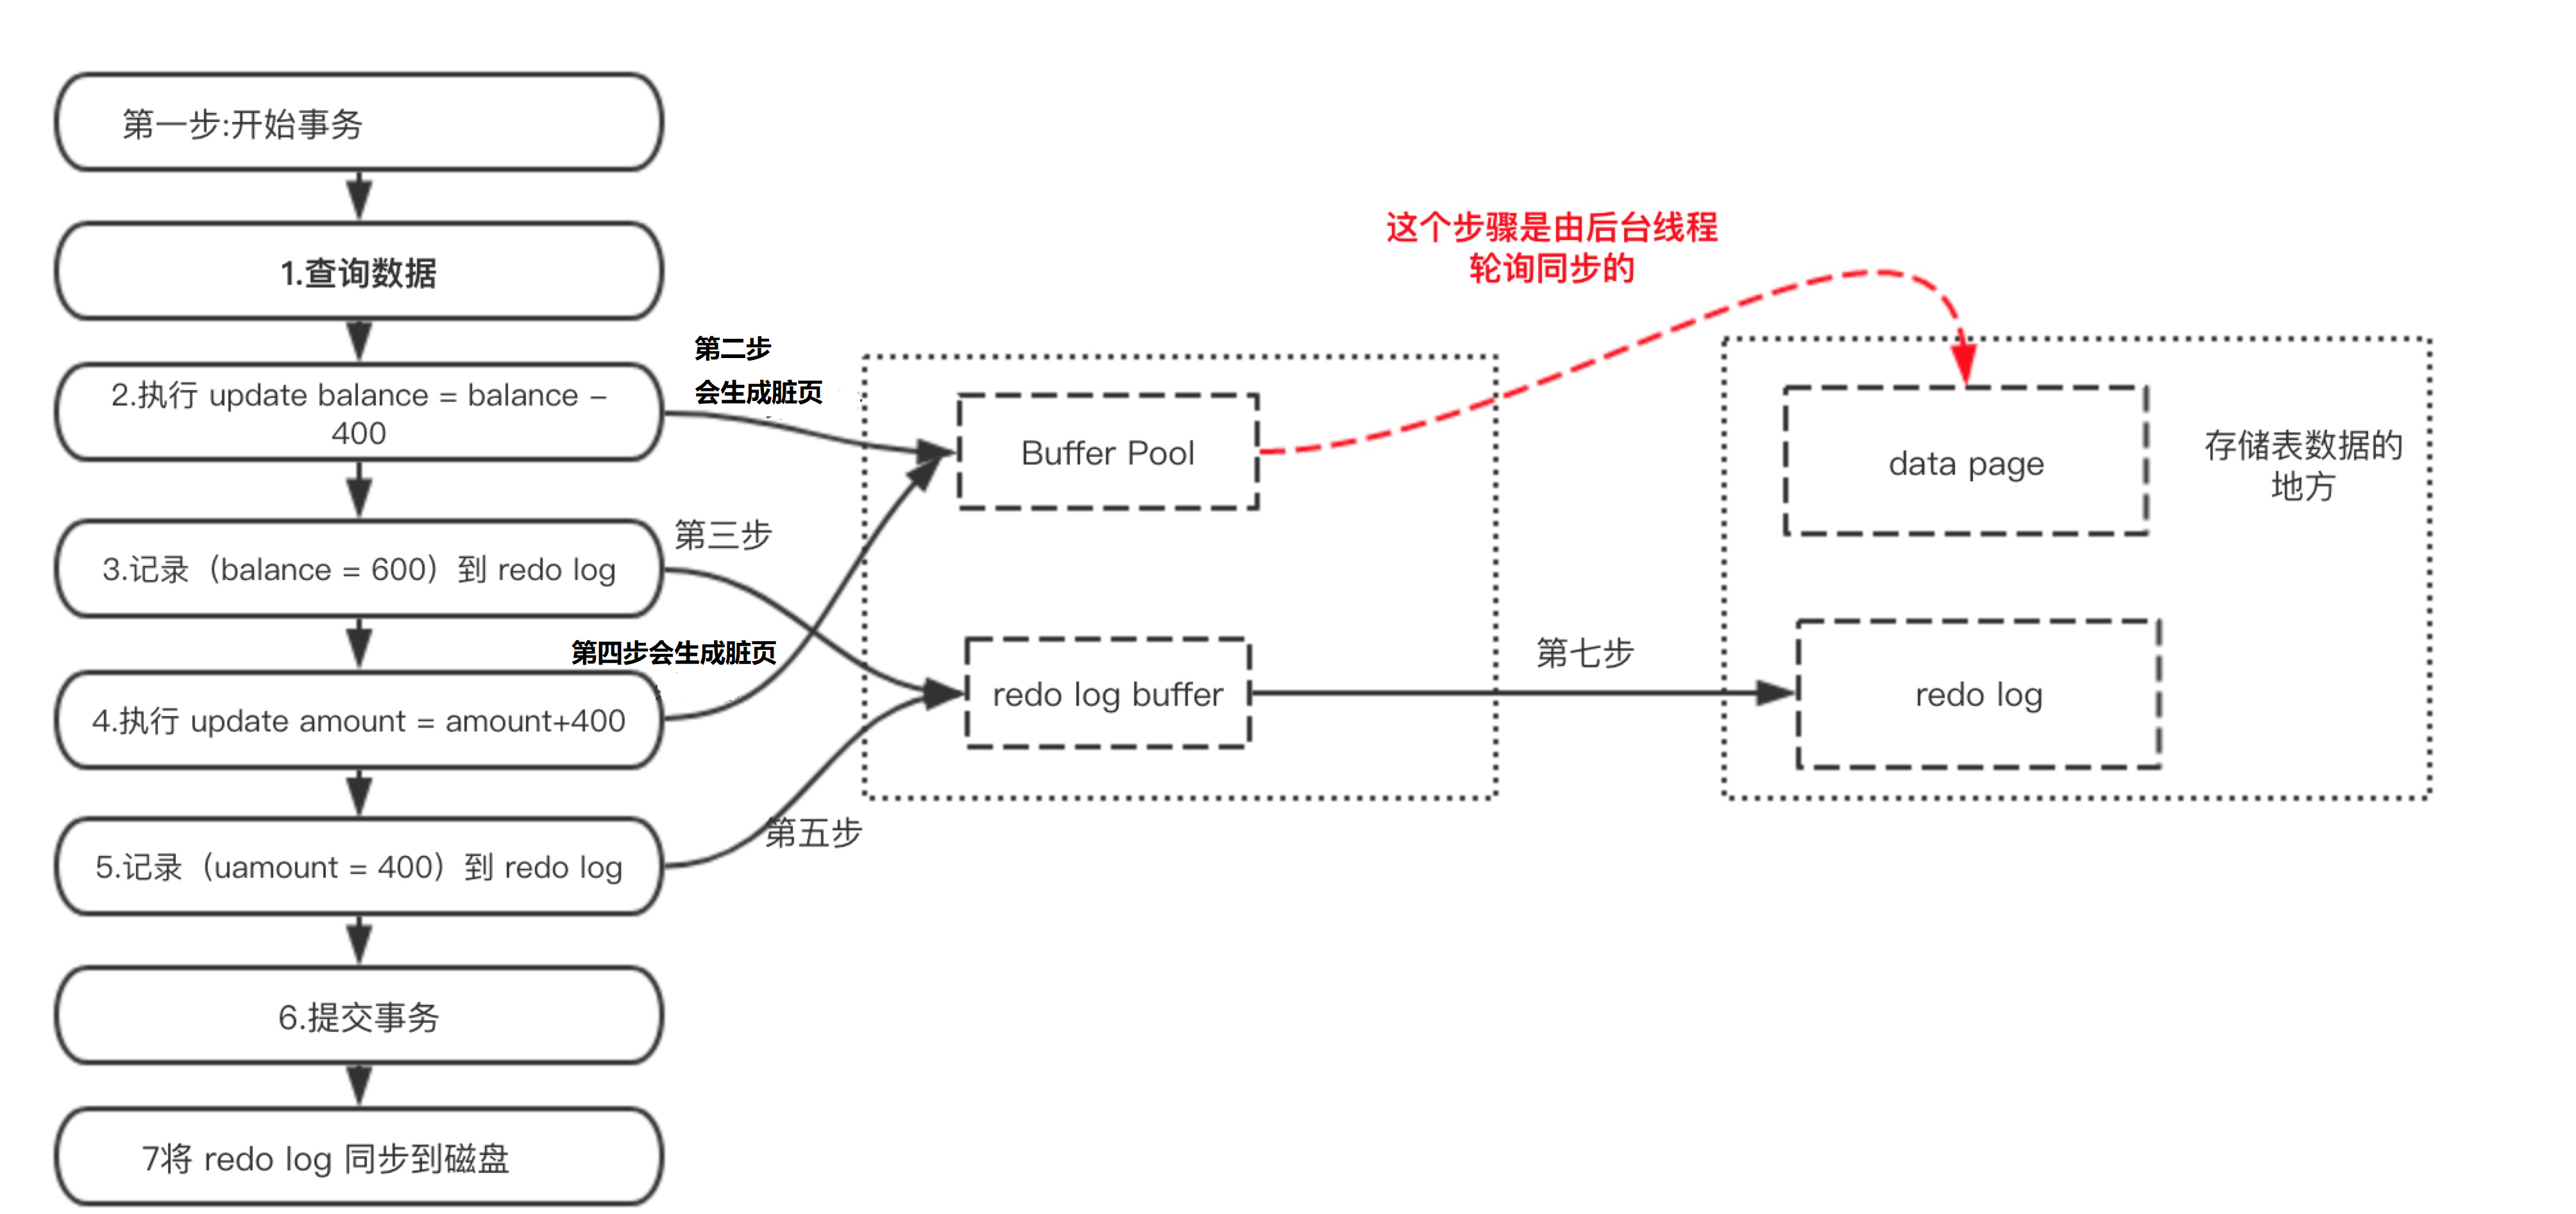 第一步:开始事务
1.查询数据
2.执行 update balance = balance –
400
3.记录（balance = 600）到 redo log
4.执行 update amount = amount+400
5.记录（uamount = 400）到 redo log
6.提交事务
7将 redo log 同步到磁盘
第二步
会生成脏页
第三步
第四步会生成脏页
第五步
Buffer Pool
redo log buffer
这个步骤是由后台线程
轮询同步的
第七步
data page
存储表数据的
地方
redo log